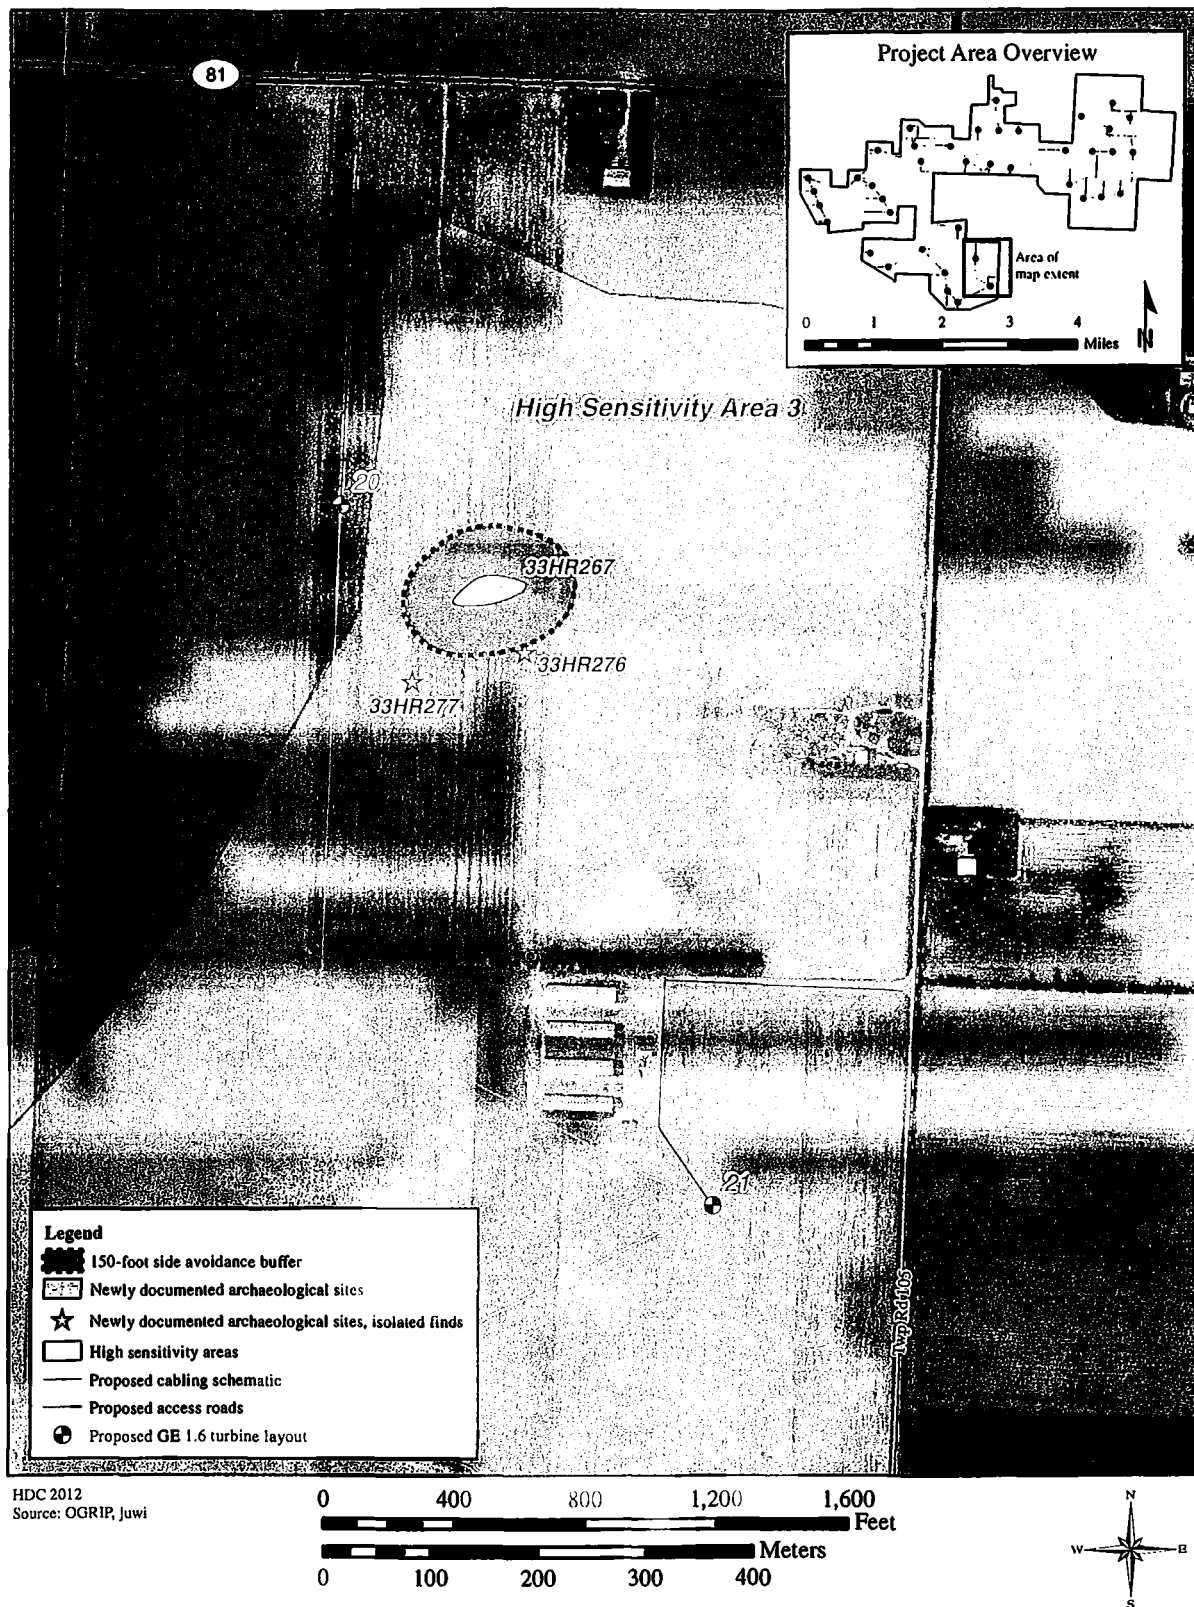 81
Project Area Overview
Area of
map extent
0 1 2 3 4
Miles
N
High Sensitivity Area 3
20
33HR267
33HR276
33HR277
21
TwpRd10s
Legend
150-foot side avoidance buffer
Newly documented archaeological sites
Newly documented archaeological sites, isolated finds
High sensitivity areas
Proposed cabling schematic
Proposed access roads
Proposed GE 1.6 turbine layout
HDC 2012
Source: OGRIP, Juwi
0 400 800 1,200 1,600
Feet
Meters
0 100 200 300 400
N
W E
S